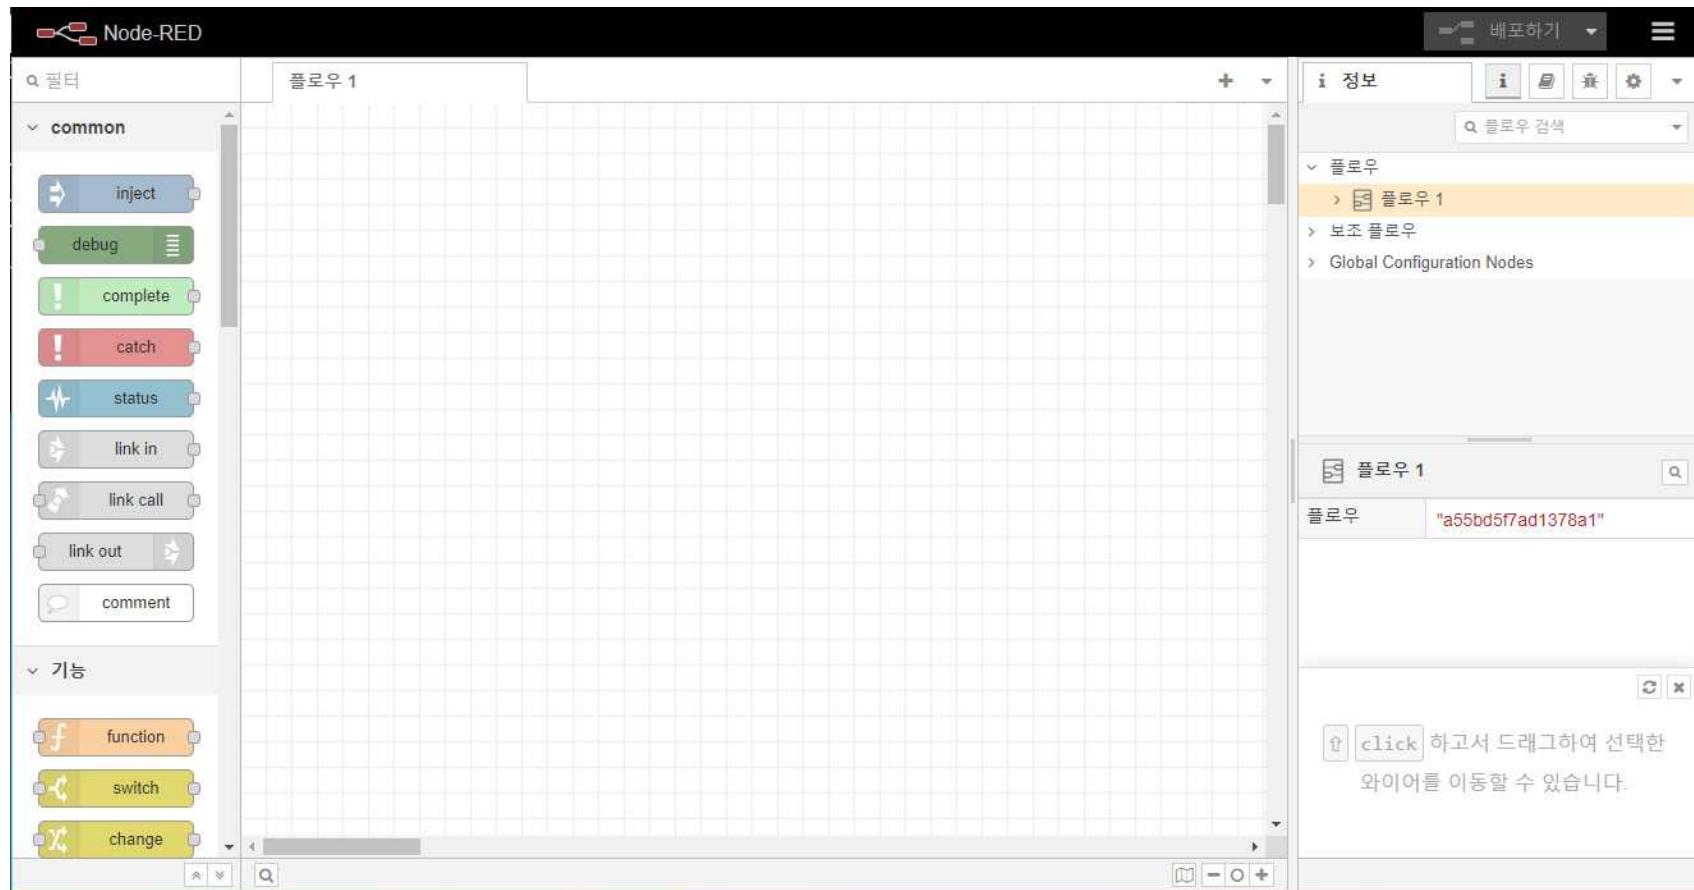 Node-RED
배포하기
필터
플로우 1
정보
common
플로우 검색
inject
debug
complete
catch
status
link in
link call
link out
comment
기능
function
switch
change
플로우
플로우 1
보조 플로우
Global Configuration Nodes
플로우 1
플로우 "a55bd5f7ad1378a1"
click 하고서 드래그하여 선택한
와이어를 이동할 수 있습니다.